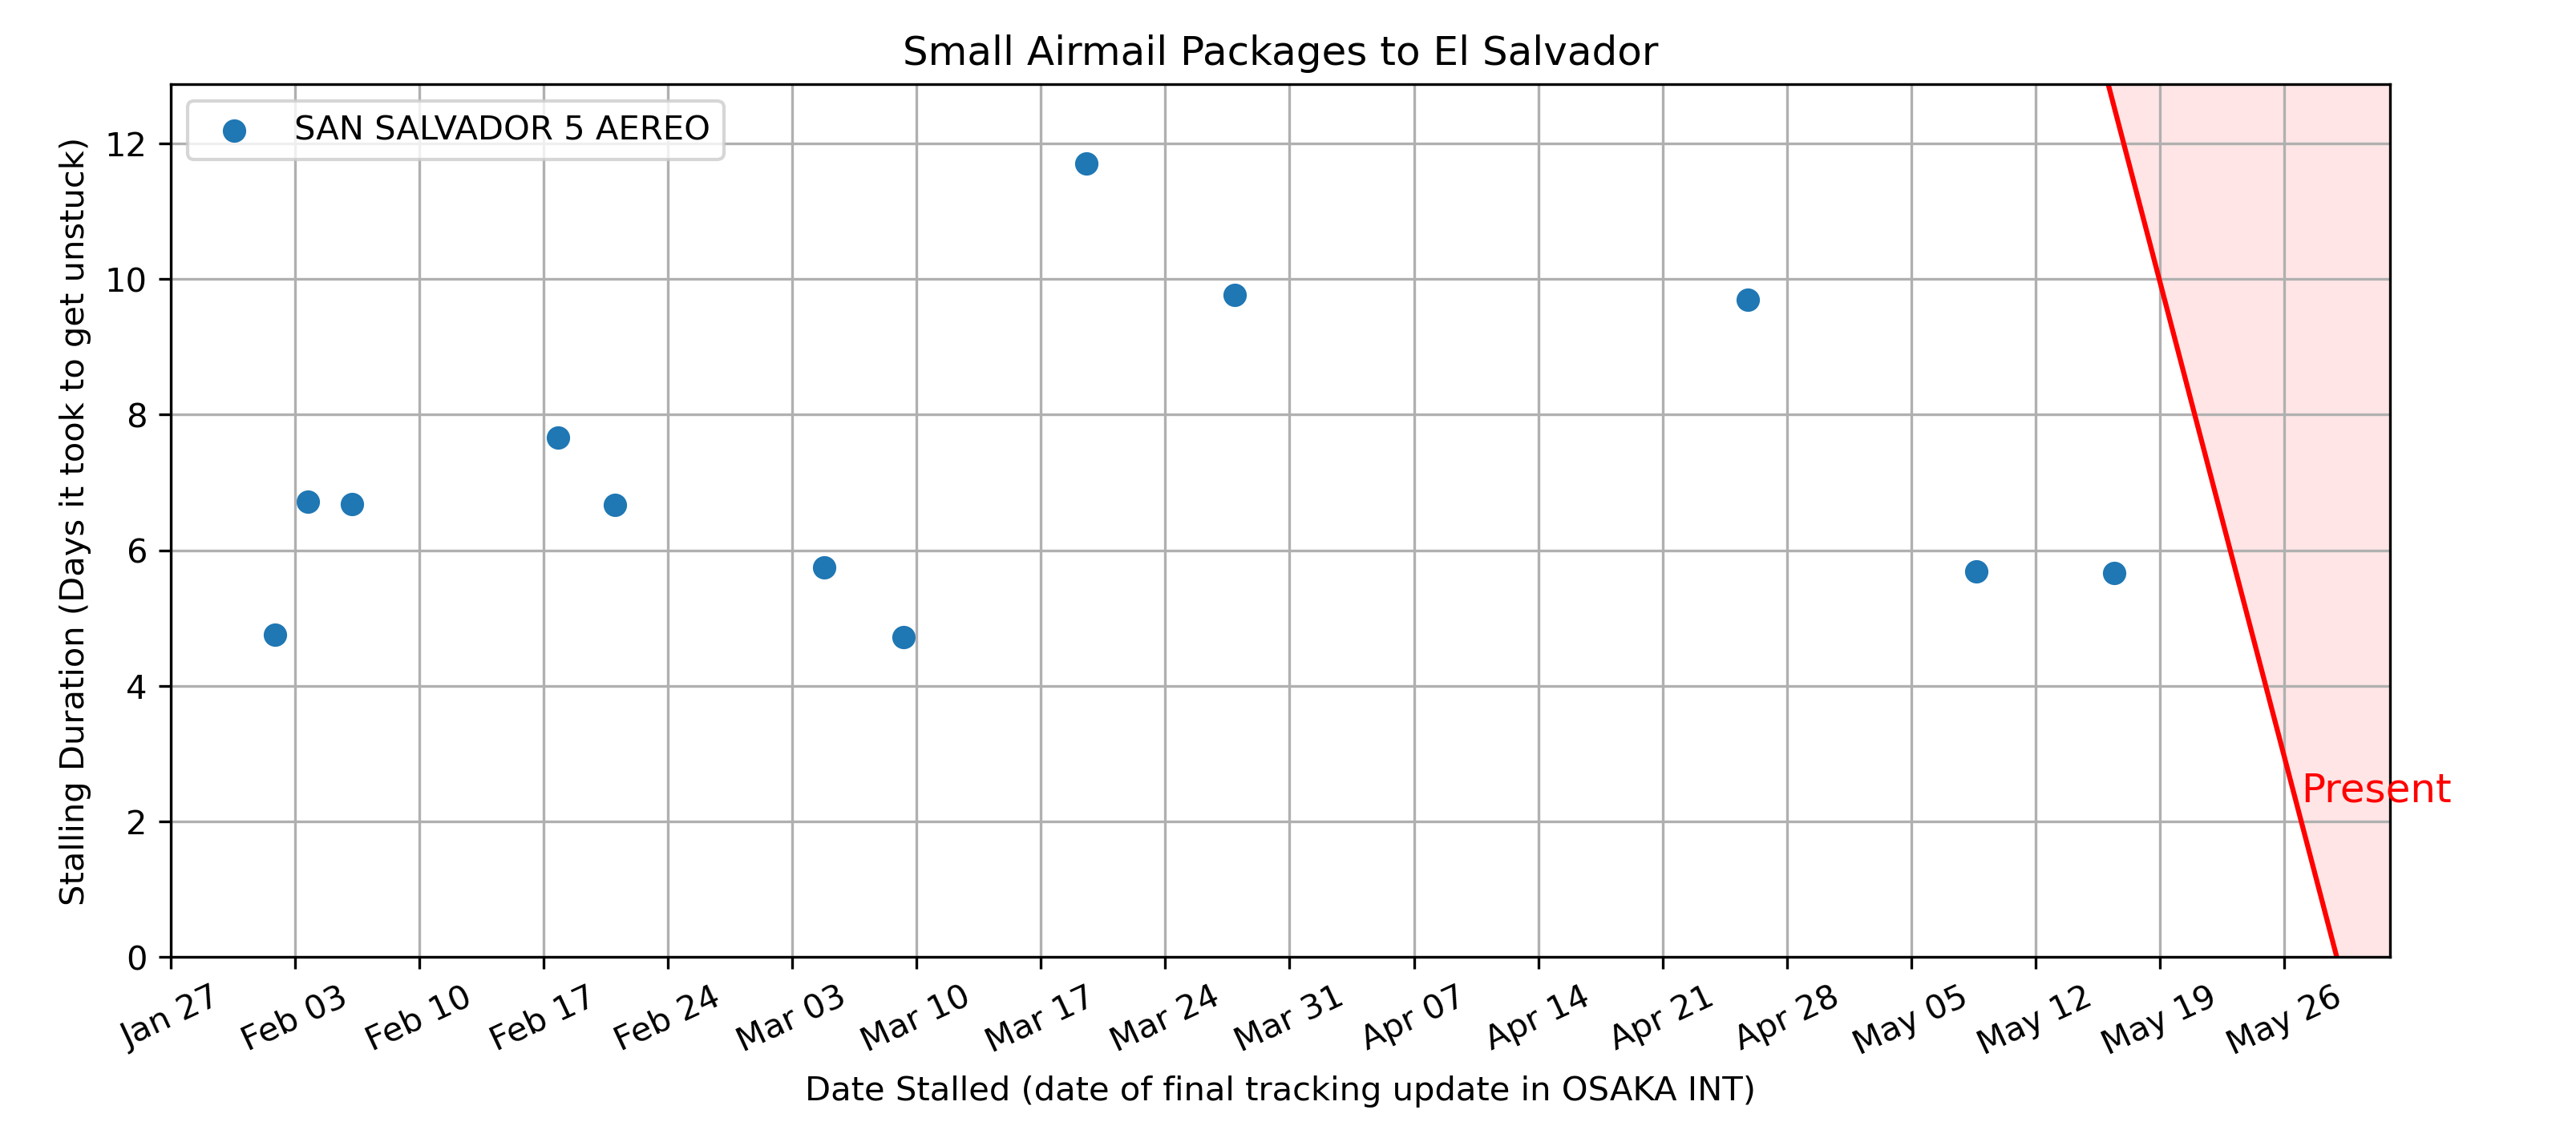 Small Airmail Packages to El Salvador
SAN SALVADOR 5 AEREO
Stalling Duration (Days it took to get unstuck)
12
10
8
6
4
2
0
Present
Jan 27
Feb 03
Feb 10
Feb 17
Feb 24
Mar 03
Mar 10
Mar 17
Mar 24
Mar 31
Apr 07
Apr 14
Apr 21
Apr 28
May 05
May 12
May 19
May 26
Date Stalled (date of final tracking update in OSAKA INT)